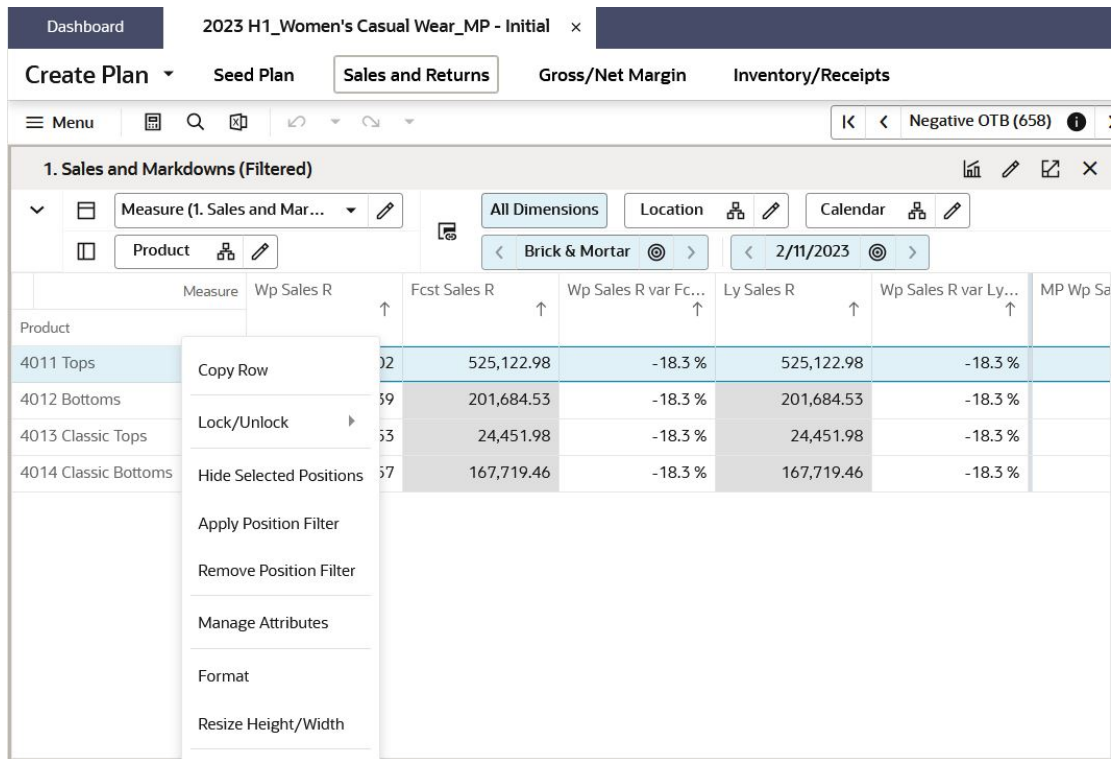 Dashboard 2023 H1_Women's Casual Wear_MP - Initial ×
Create Plan Seed Plan Sales and Returns Gross/Net Margin Inventory/Receipts
Menu Negative OTB (658)
1. Sales and Markdowns (Filtered)
Measure (1. Sales and Mar... All Dimensions Location Calendar
Product Brick & Mortar 2/11/2023
Measure Wp Sales R Fcst Sales R Wp Sales R var Fc... Ly Sales R Wp Sales R var Ly... MP Wp Sa
Product
4011 Tops 02 525,122.98 -18.3 % 525,122.98 -18.3 %
4012 Bottoms 39 201,684.53 -18.3 % 201,684.53 -18.3 %
4013 Classic Tops 53 24,451.98 -18.3 % 24,451.98 -18.3 %
4014 Classic Bottoms 57 167,719.46 -18.3 % 167,719.46 -18.3 %
Copy Row
Lock/Unlock
Hide Selected Positions
Apply Position Filter
Remove Position Filter
Manage Attributes
Format
Resize Height/Width